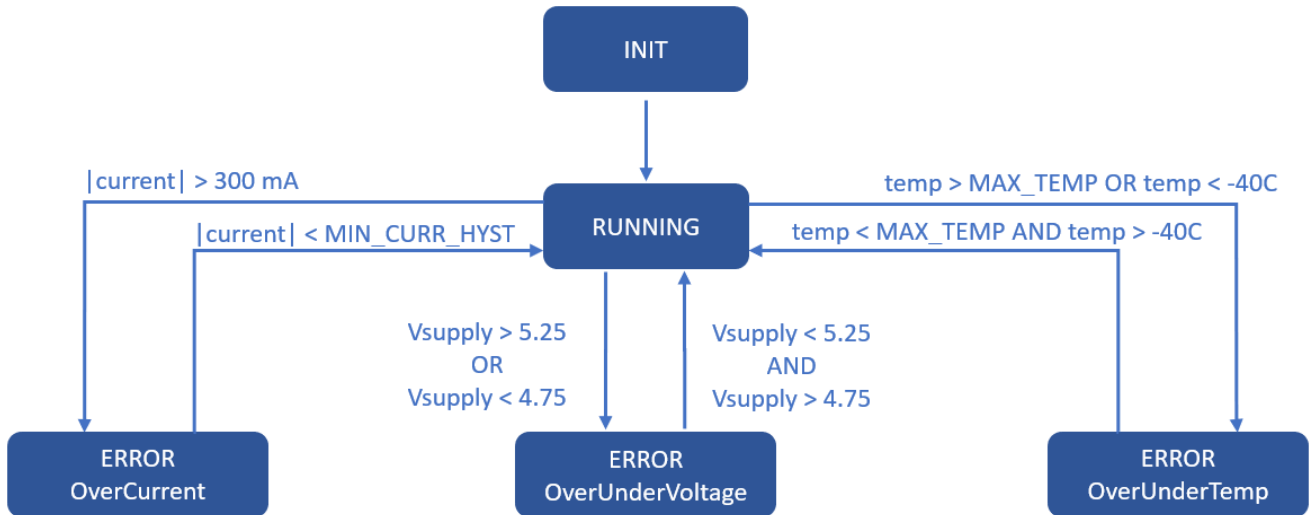 INIT
|current| > 300 mA
temp > MAX_TEMP OR temp < -40C
RUNNING
|current| < MIN_CURR_HYST
temp < MAX_TEMP AND temp > -40C
Vsupply > 5.25
OR
Vsupply < 4.75
Vsupply < 5.25
AND
Vsupply > 4.75
ERROR
OverCurrent
ERROR
OverUnderVoltage
ERROR
OverUnderTemp